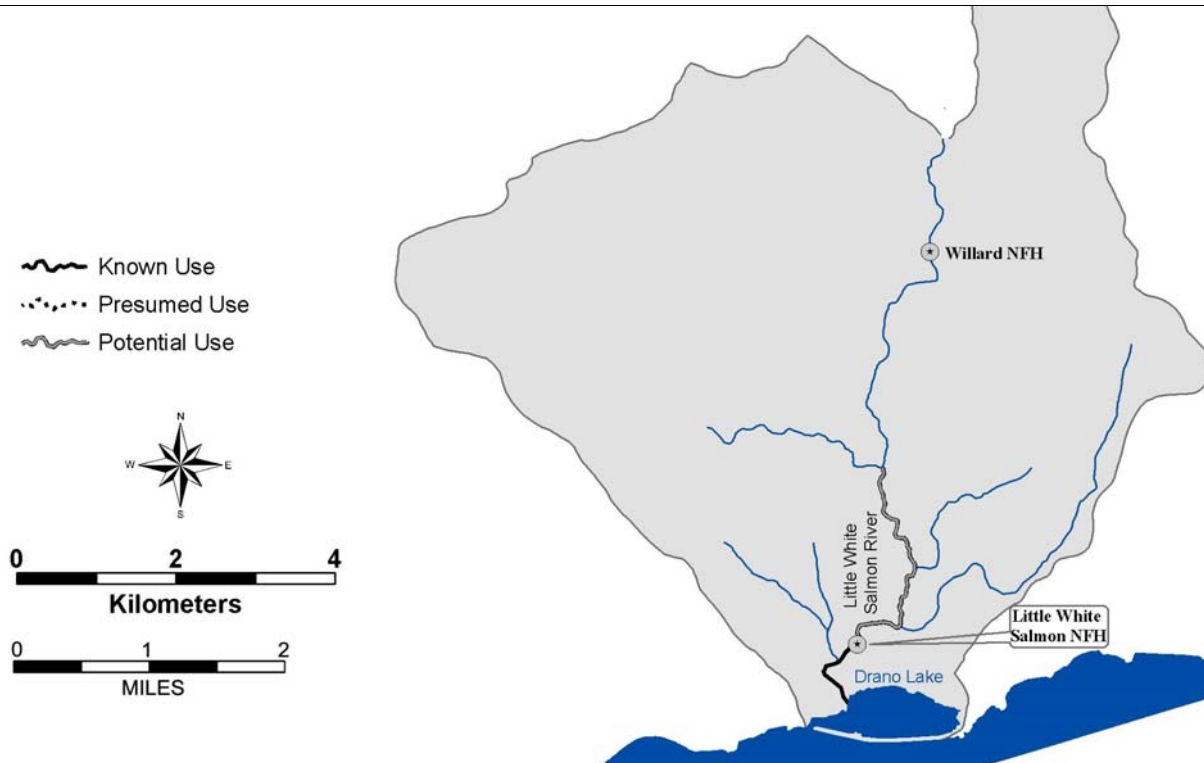 Known Use
Presumed Use
Potential Use
N
W E
S
0 2 4
Kilometers
0 1 2
MILES
Willard NFH
Little White
Salmon River
Little White
Salmon NFH
Drano Lake